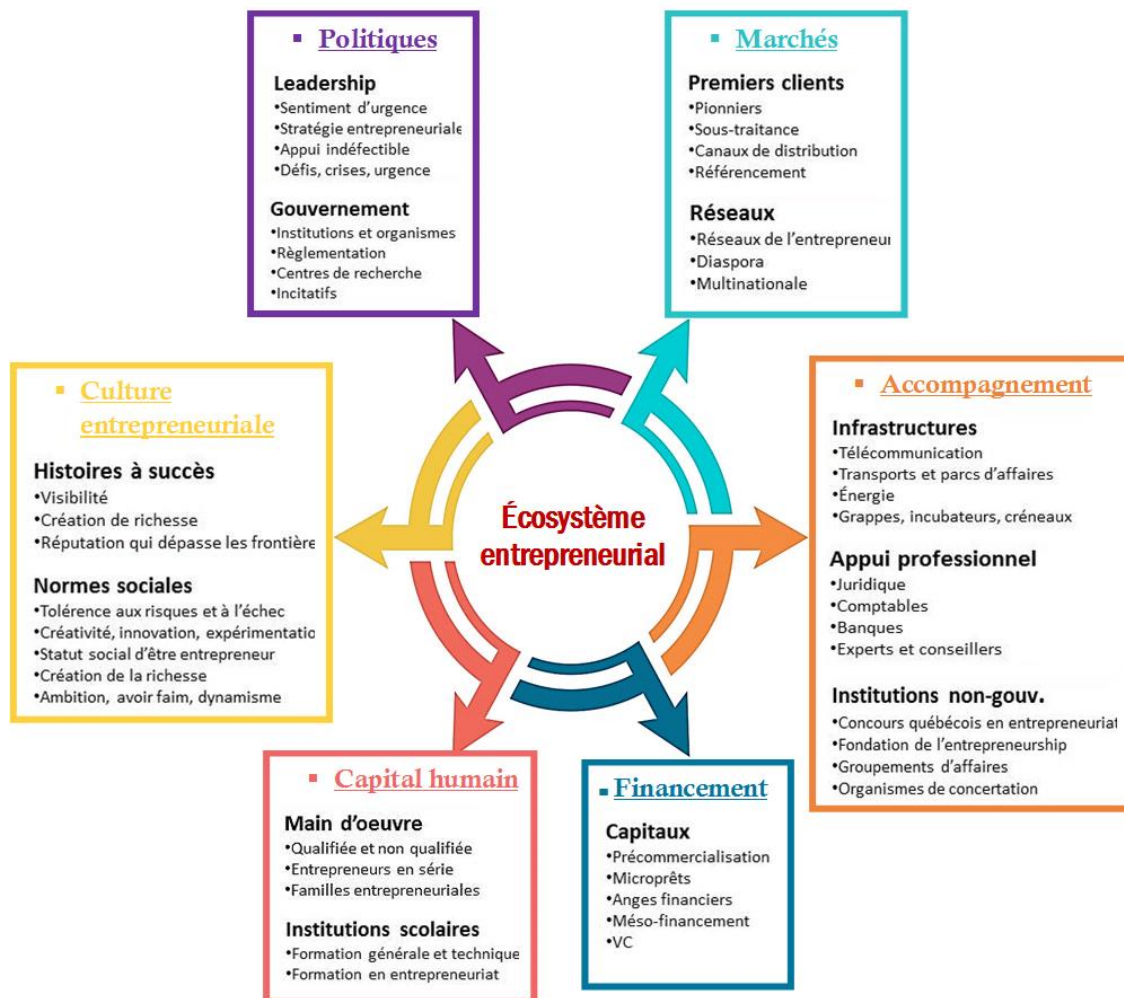 ▪ Politiques
Leadership
•Sentiment d'urgence
•Stratégie entrepreneuriale
•Appui indéfectible
•Défis, crises, urgence
Gouvernement
•Institutions et organismes
•Règlementation
•Centres de recherche
•Incitatifs
▪ Marchés
Premiers clients
•Pionniers
•Sous-traitance
•Canaux de distribution
•Référencement
Réseaux
•Réseaux de l'entrepreneur
•Diaspora
•Multinationale
▪ Culture
entrepreneuriale
Histoires à succès
•Visibilité
•Création de richesse
•Réputation qui dépasse les frontière
Normes sociales
•Tolérence aux risques et à l'échec
•Créativité, innovation, expérimentatio
•Statut social d'être entrepreneur
•Création de la richesse
•Ambition, avoir faim, dynamisme
Écosystème
entrepreneurial
▪ Accompagnement
Infrastructures
•Télécommunication
•Transports et parcs d'affaires
•Énergie
•Grappes, incubateurs, créneaux
Appui professionnel
•Juridique
•Comptables
•Banques
•Experts et conseillers
Institutions non-gouv.
•Concours québécois en entrepreneuriat
•Fondation de l'entrepreneurship
•Groupements d'affaires
•Organismes de concertation
▪ Capital humain
Main d'oeuvre
•Qualifiée et non qualifiée
•Entrepreneurs en série
•Familles entrepreneuriales
Institutions scolaires
•Formation générale et technique
•Formation en entrepreneuriat
▪ Financement
Capitaux
•Précommercialisation
•Microprêts
•Anges financiers
•Méso-financement
•VC